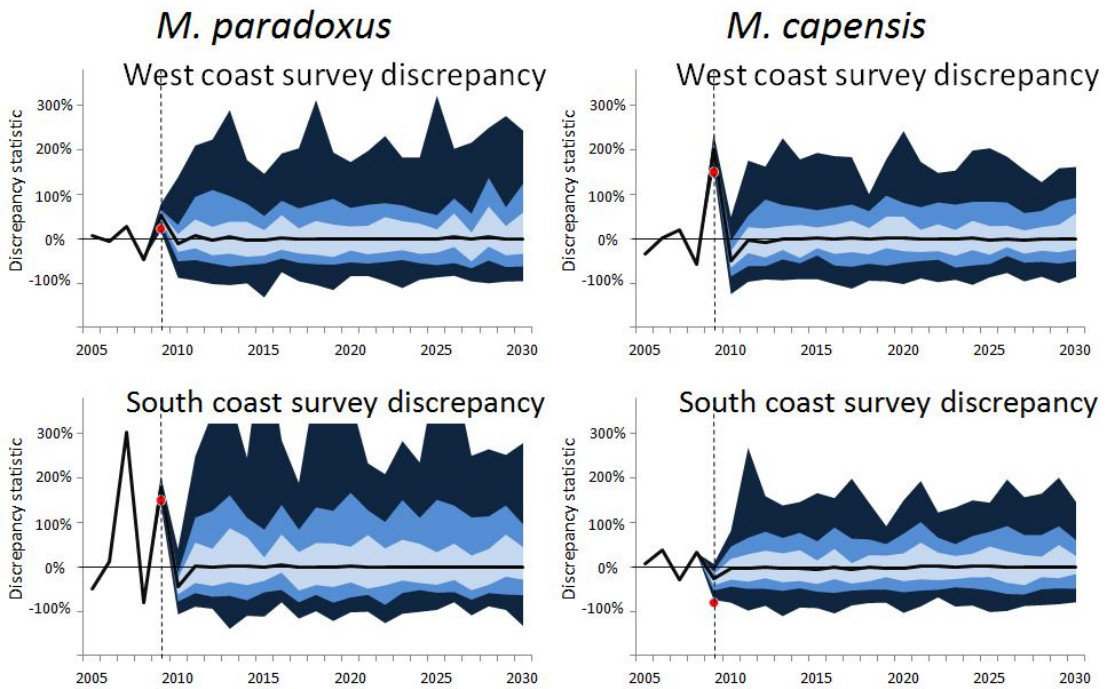 M. paradoxus
M. capensis
West coast survey discrepancy
Discrepancy statistic
300%
200%
100%
0%
-100%
2005 2010 2015 2020 2025 2030
West coast survey discrepancy
Discrepancy statistic
300%
200%
100%
0%
-100%
2005 2010 2015 2020 2025 2030
South coast survey discrepancy
Discrepancy statistic
300%
200%
100%
0%
-100%
2005 2010 2015 2020 2025 2030
South coast survey discrepancy
Discrepancy statistic
300%
200%
100%
0%
-100%
2005 2010 2015 2020 2025 2030